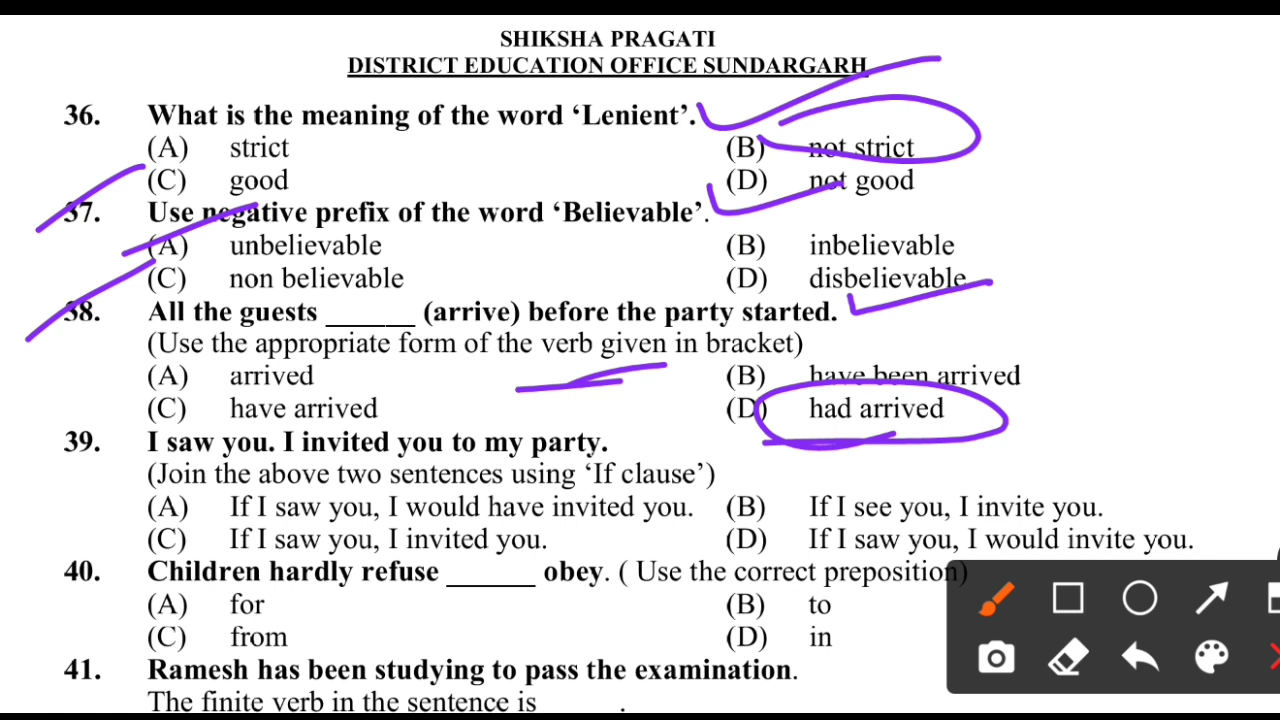 SHIKSHA PRAGATI
DISTRICT EDUCATION OFFICE SUNDARGARH
36. What is the meaning of the word ‘Lenient’.
(A) strict (B) not strict
(C) good (D) not good
37. Use negative prefix of the word ‘Believable’.
(A) unbelievable (B) inbelievable
(C) non believable (D) disbelievable
38. All the guests ______ (arrive) before the party started.
(Use the appropriate form of the verb given in bracket)
(A) arrived (B) have been arrived
(C) have arrived (D) had arrived
39. I saw you. I invited you to my party.
(Join the above two sentences using ‘If clause’)
(A) If I saw you, I would have invited you. (B) If I see you, I invite you.
(C) If I saw you, I invited you. (D) If I saw you, I would invite you.
40. Children hardly refuse ______ obey. ( Use the correct preposition)
(A) for (B) to
(C) from (D) in
41. Ramesh has been studying to pass the examination.
The finite verb in the sentence is ______.